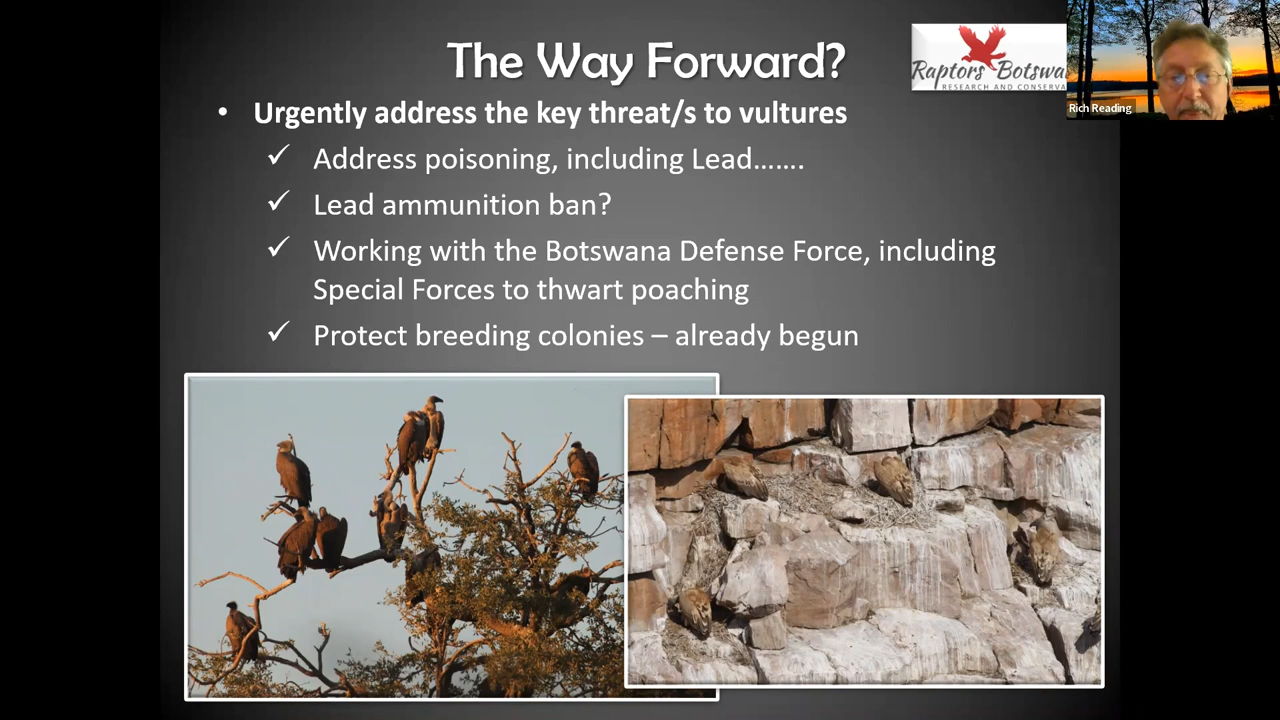 The Way Forward?
Raptors Botswa
RESEARCH AND CONSERVA
Rich Reading
• Urgently address the key threat/s to vultures
✓ Address poisoning, including Lead…….
✓ Lead ammunition ban?
✓ Working with the Botswana Defense Force, including
Special Forces to thwart poaching
✓ Protect breeding colonies – already begun